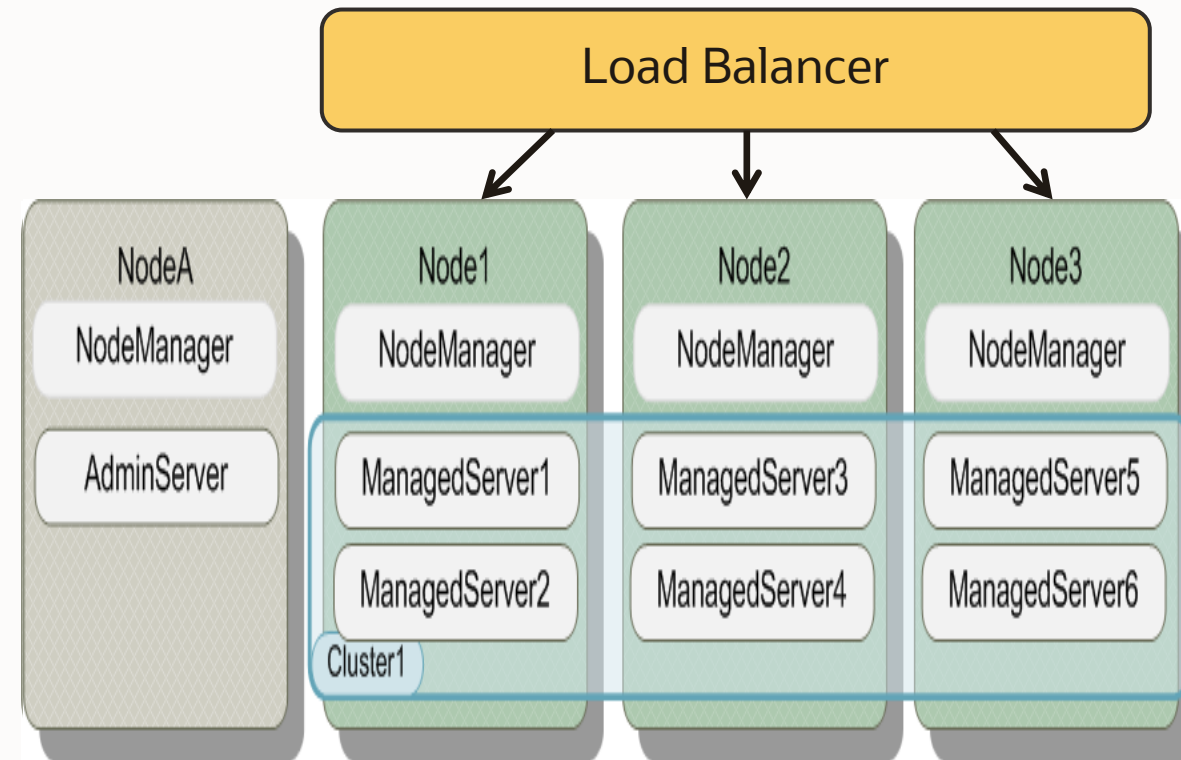 Load Balancer
NodeA
NodeManager
AdminServer
Node1
NodeManager
ManagedServer1
ManagedServer2
Cluster1
Node2
NodeManager
ManagedServer3
ManagedServer4
Node3
NodeManager
ManagedServer5
ManagedServer6